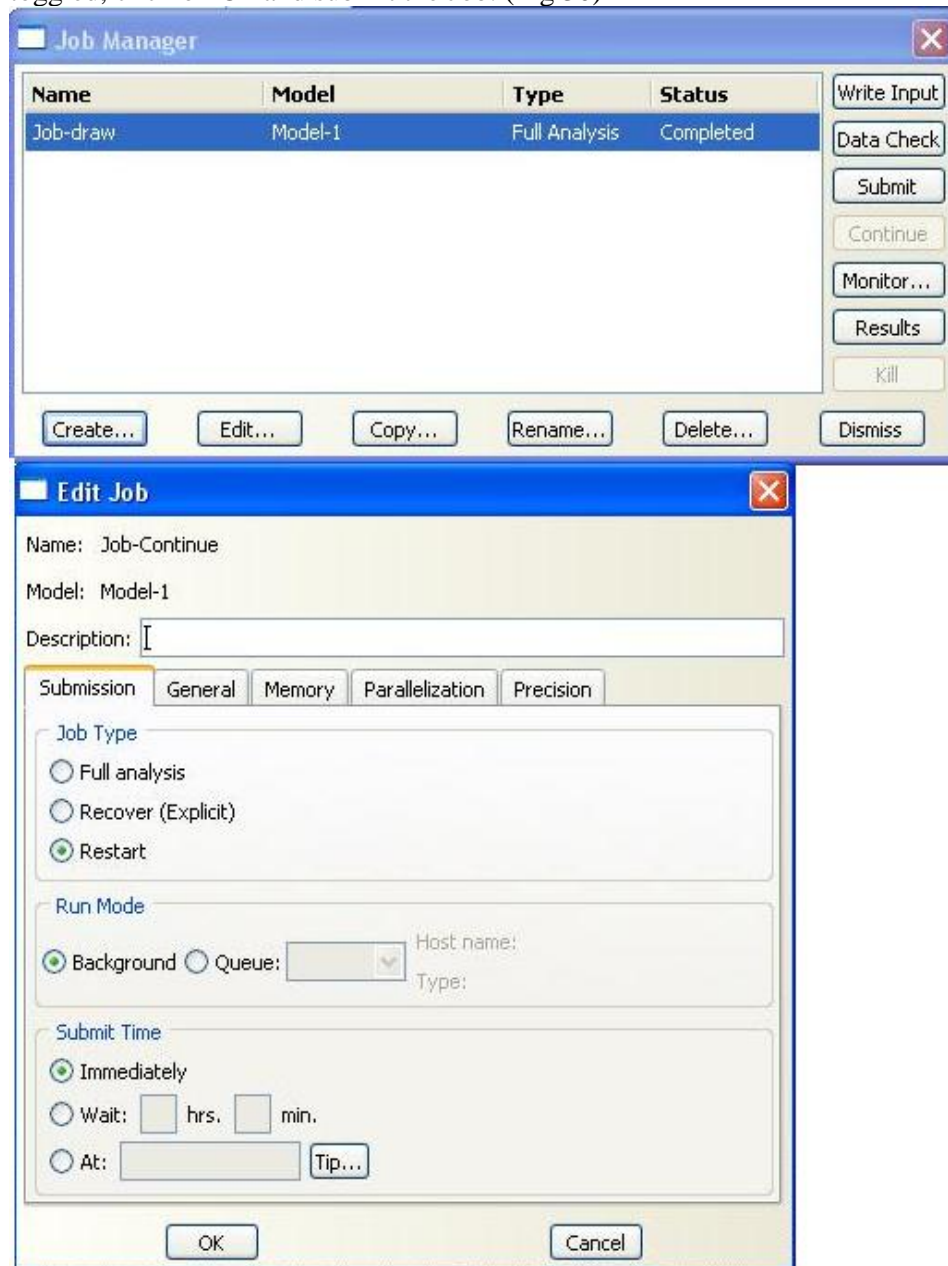 Job Manager
Name Model Type Status
Job-draw Model-1 Full Analysis Completed
Write Input
Data Check
Submit
Continue
Monitor...
Results
Kill
Create... Edit... Copy... Rename... Delete... Dismiss
Edit Job
Name: Job-Continue
Model: Model-1
Description:
Submission General Memory Parallelization Precision
Job Type
Full analysis
Recover (Explicit)
Restart
Run Mode
Background Queue: Host name:
Type:
Submit Time
Immediately
Wait: hrs. min.
At: Tip...
OK Cancel